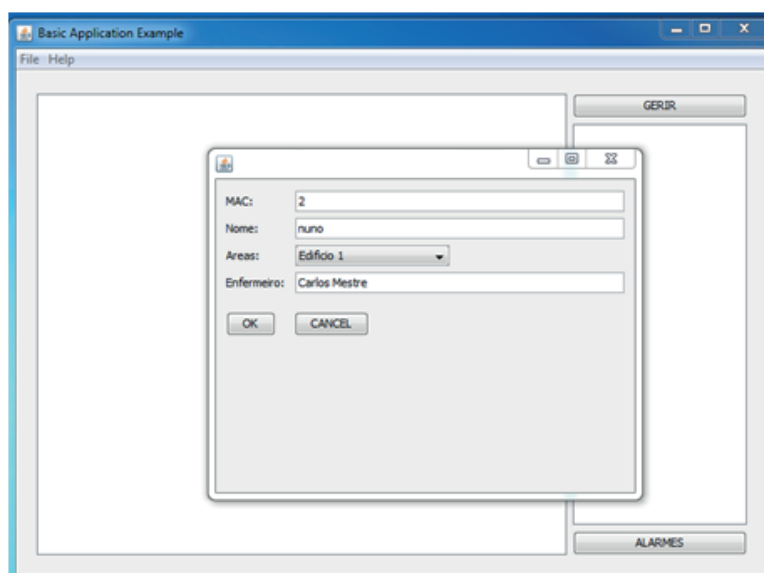 Basic Application Example
File Help
GERIR
MAC: 2
Nome: nuno
Areas: Edificio 1
Enfermeiro: Carlos Mestre
OK CANCEL
ALARMES